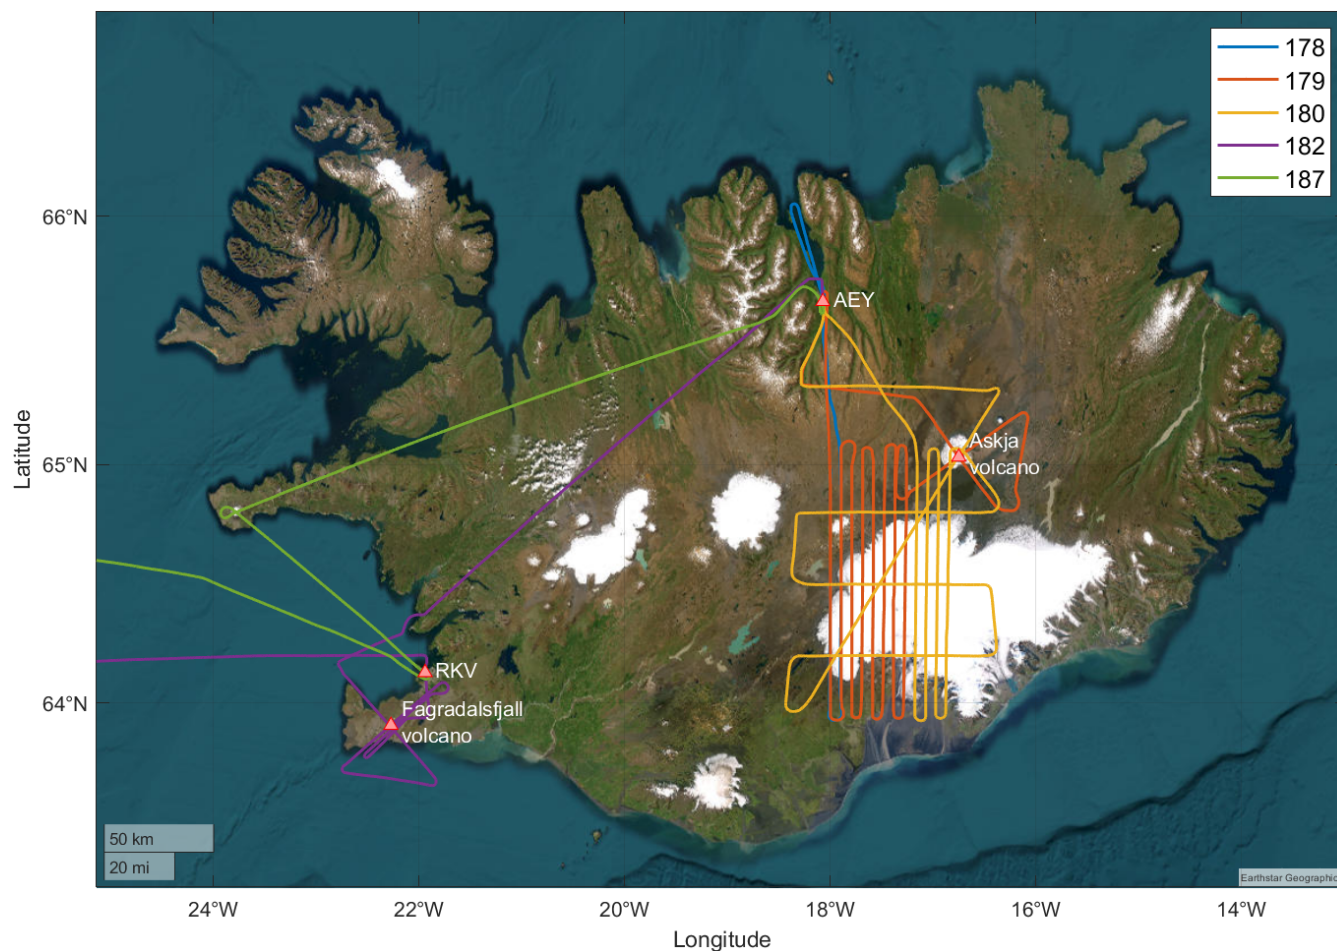 178
179
180
182
187
66°N
65°N
64°N
Latitude
AEY
Askja
volcano
RKV
Fagradalsfjall
volcano
50 km
20 mi
Earthstar Geographic
24°W
22°W
20°W
18°W
16°W
14°W
Longitude